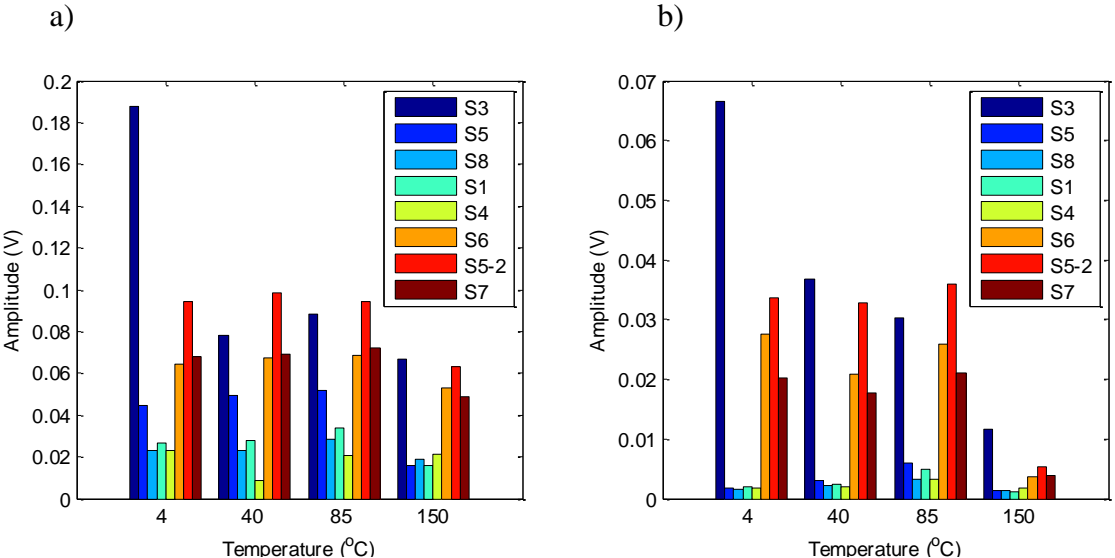 a)
b)
0.2
0.18
0.16
0.14
0.12
0.1
0.08
0.06
0.04
0.02
0
Amplitude (V)
4 40 85 150
Temperature (oC)
S3
S5
S8
S1
S4
S6
S5-2
S7
0.07
0.06
0.05
0.04
0.03
0.02
0.01
0
Amplitude (V)
4 40 85 150
Temperature (oC)
S3
S5
S8
S1
S4
S6
S5-2
S7